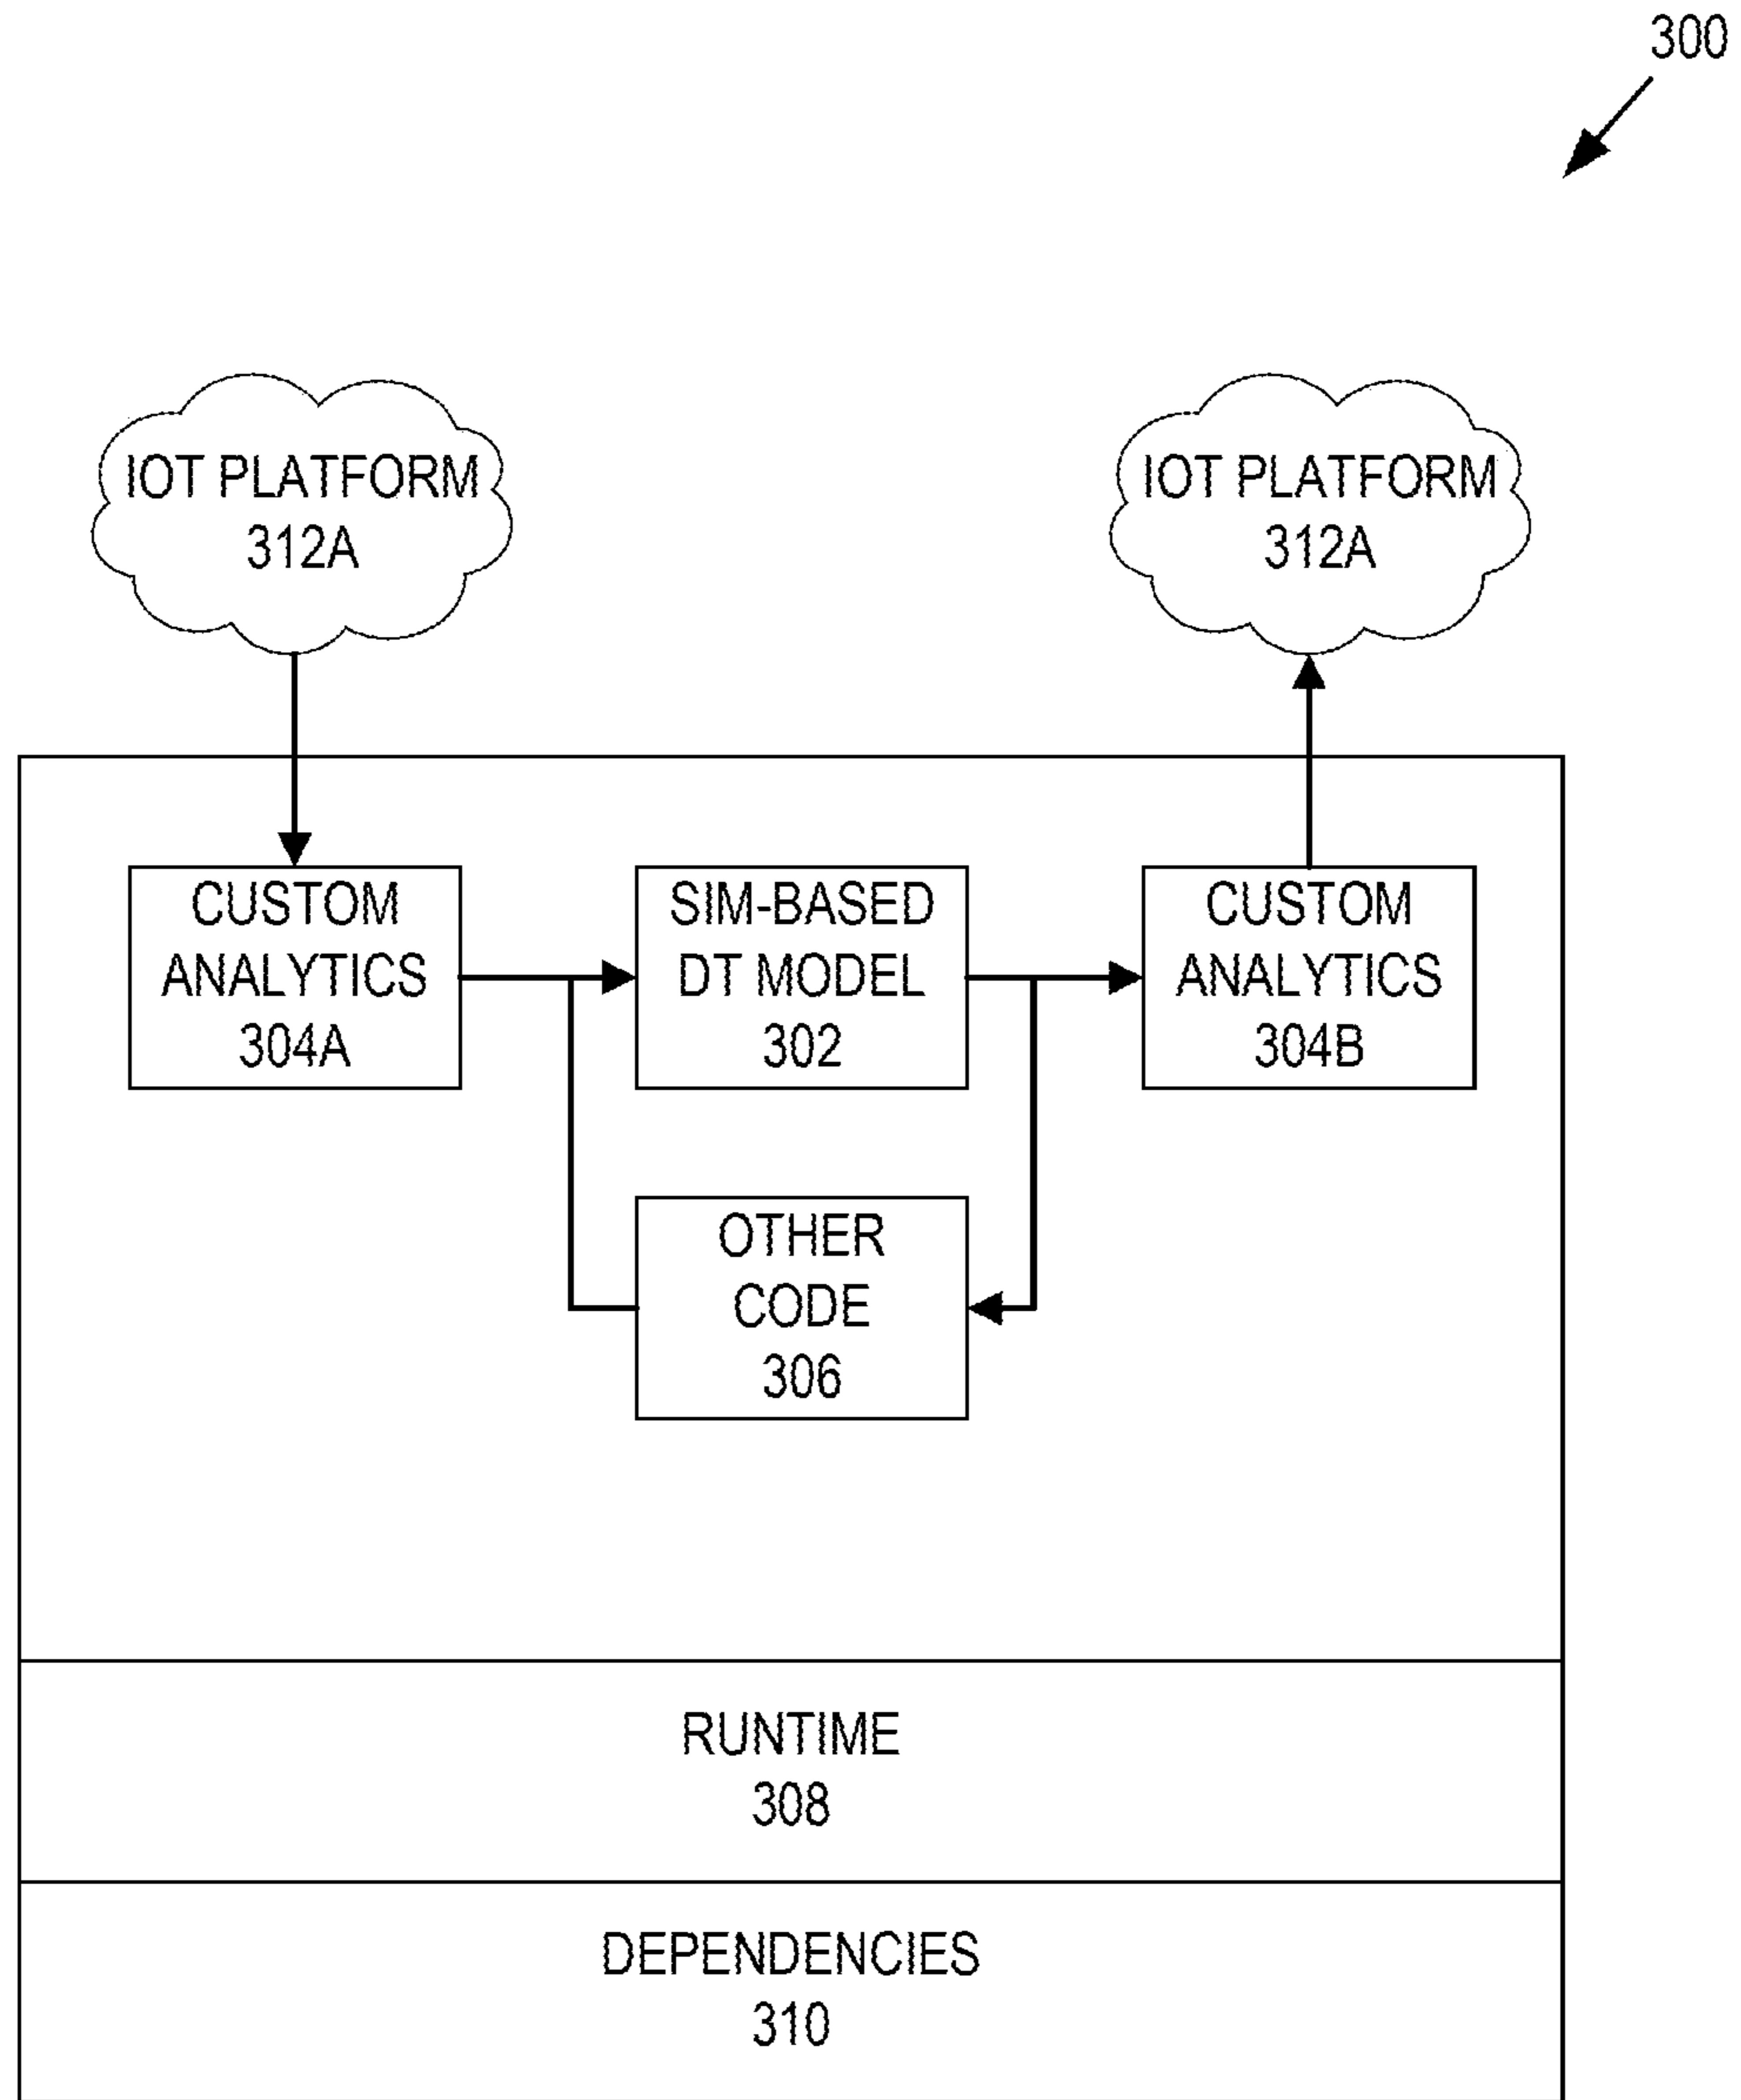 300
IOT PLATFORM
312A
IOT PLATFORM
312A
CUSTOM
ANALYTICS
304A
SIM-BASED
DT MODEL
302
CUSTOM
ANALYTICS
304B
OTHER
CODE
306
RUNTIME
308
DEPENDENCIES
310